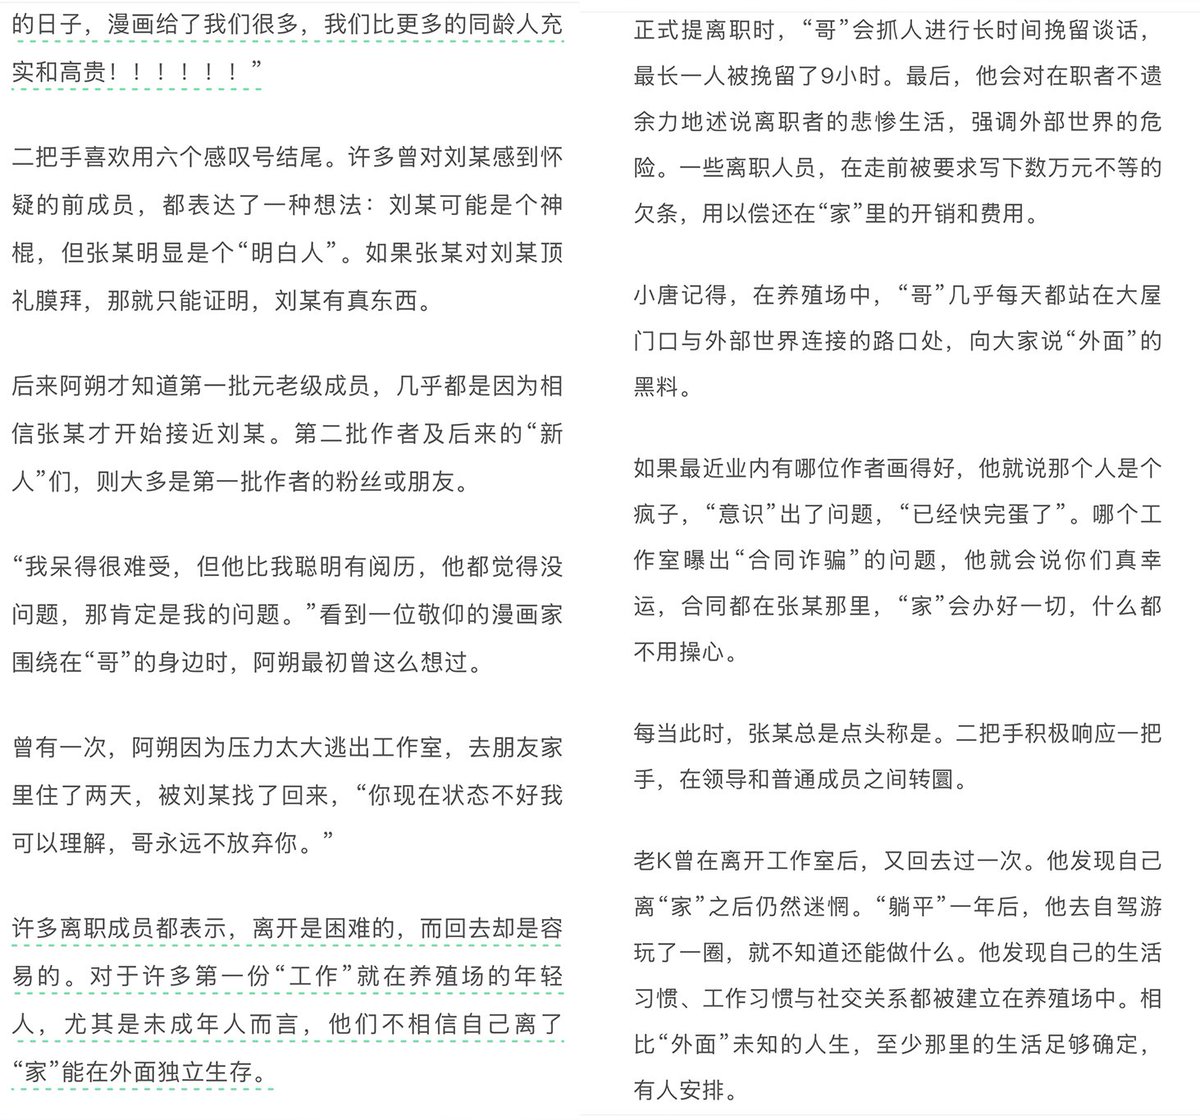 的日子，漫画给了我们很多，我们比更多的同龄人充
实和高贵！！！！！！”
二把手喜欢用六个感叹号结尾。许多曾对刘某感到怀
疑的前成员，都表达了一种想法：刘某可能是个神
棍，但张某明显是个“明白人”。如果张某对刘某顶
礼膜拜，那就只能证明，刘某有真东西。
后来阿朔才知道第一批元老级成员，几乎都是因为相
信张某才开始接近刘某。第二批作者及后来的“新
人”们，则大多是第一批作者的粉丝或朋友。
“我呆得很难受，但他比我聪明有阅历，他都觉得没
问题，那肯定是我的问题。”看到一位敬仰的漫画家
围绕在“哥”的身边时，阿朔最初曾这么想过。
曾有一次，阿朔因为压力太大逃出工作室，去朋友家
里住了两天，被刘某找了回来，“你现在状态不好我
可以理解，哥永远不放弃你。”
许多离职成员都表示，离开是困难的，而回去却是容
易的。对于许多第一份“工作”就在养殖场的年轻
人，尤其是未成年人而言，他们不相信自己离了
“家”能在外面独立生存。
正式提离职时，“哥”会抓人进行长时间挽留谈话，
最长一人被挽留了9小时。最后，他会对在职者不遗
余力地述说离职者的悲惨生活，强调外部世界的危
险。一些离职人员，在走前被要求写下数万元不等的
欠条，用以偿还在“家”里的开销和费用。
小唐记得，在养殖场中，“哥”几乎每天都站在大屋
门口与外部世界连接的路口处，向大家说“外面”的
黑料。
如果最近业内有哪位作者画得好，他就说那个人是个
疯子，“意识”出了问题，“已经快完蛋了”。哪个工
作室曝出“合同诈骗”的问题，他就会说你们真幸
运，合同都在张某那里，“家”会办好一切，什么都
不用操心。
每当此时，张某总是点头称是。二把手积极响应一把
手，在领导和普通成员之间转圜。
老K曾在离开工作室后，又回去过一次。他发现自己
离“家”之后仍然迷惘。“躺平”一年后，他去自驾游
玩了一圈，就不知道还能做什么。他发现自己的生活
习惯、工作习惯与社交关系都被建立在养殖场中。相
比“外面”未知的人生，至少那里的生活足够确定，
有人安排。